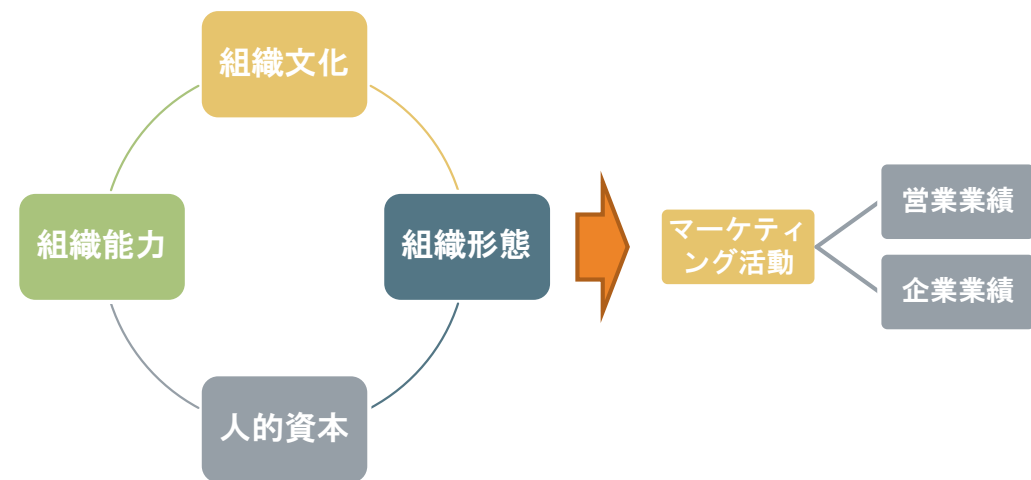 組織文化
組織能力
組織形態
人的資本
マーケティ
ング活動
営業業績
企業業績